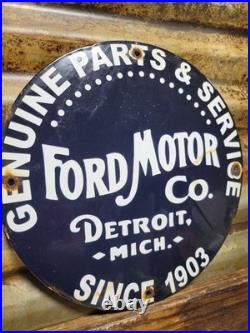 GENUINE PARTS & SERVICE
FORD MOTOR
CO.
DETROIT,
-MICH.-
SINCE 1903